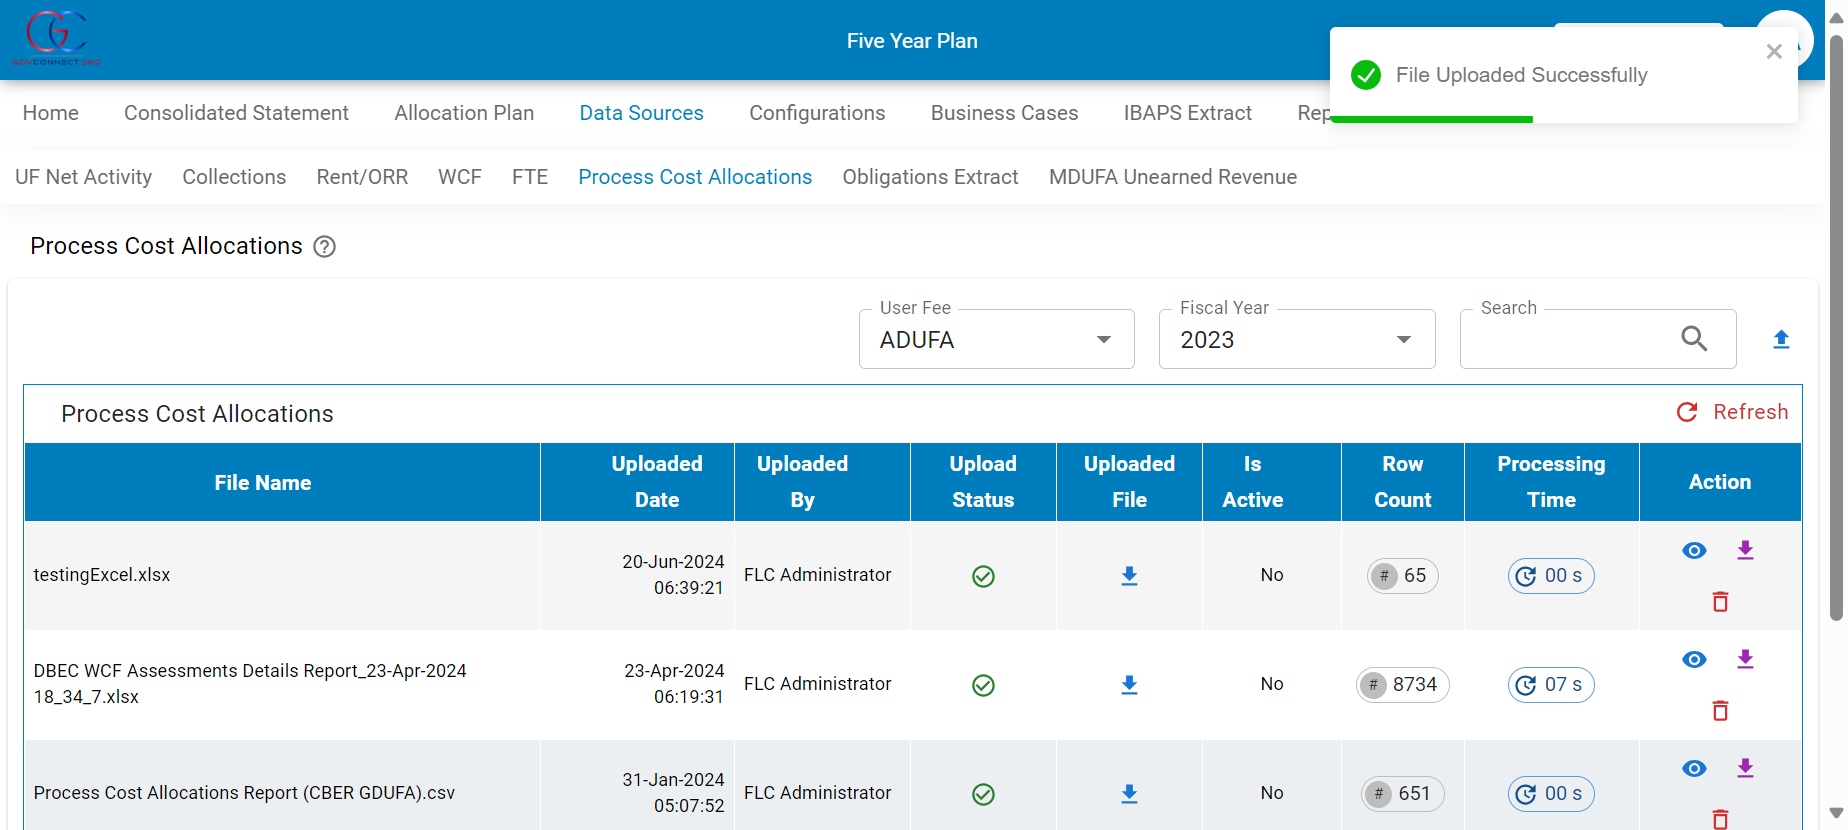 GOVCONNECT 360
Five Year Plan
File Uploaded Successfully
Home Consolidated Statement Allocation Plan Data Sources Configurations Business Cases IBAPS Extract
UF Net Activity Collections Rent/ORR WCF FTE Process Cost Allocations Obligations Extract MDUFA Unearned Revenue
Process Cost Allocations
User Fee Fiscal Year Search
ADUFA 2023
Process Cost Allocations Refresh
File Name Uploaded Date Uploaded By Upload Status Uploaded File Is Active Row Count Processing Time Action
testingExcel.xlsx 20-Jun-2024 06:39:21 FLC Administrator No # 65 00 s
DBEC WCF Assessments Details Report_23-Apr-2024 18_34_7.xlsx 23-Apr-2024 06:19:31 FLC Administrator No # 8734 07 s
Process Cost Allocations Report (CBER GDUFA).csv 31-Jan-2024 05:07:52 FLC Administrator No # 651 00 s